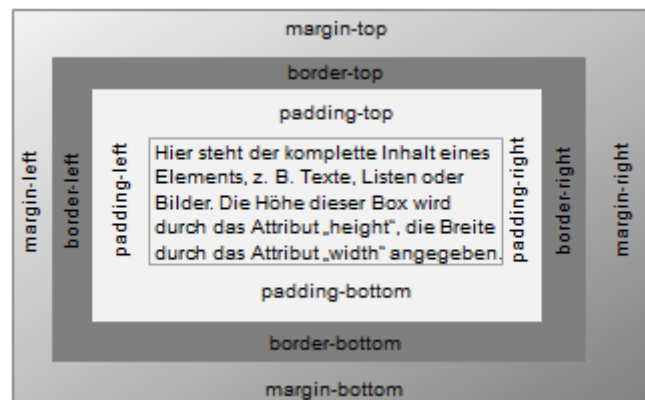 margin-top
border-top
padding-top
margin-left
border-left
padding-left
Hier steht der komplette Inhalt eines
Elements, z. B. Texte, Listen oder
Bilder. Die Höhe dieser Box wird
durch das Attribut „height“, die Breite
durch das Attribut „width“ angegeben.
padding-right
border-right
margin-right
padding-bottom
border-bottom
margin-bottom